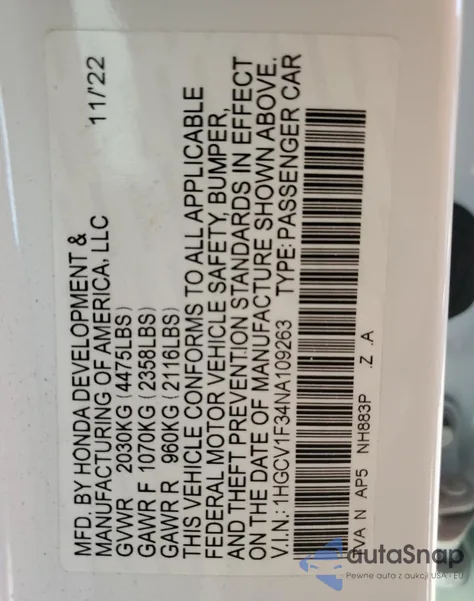 MFD. BY HONDA DEVELOPMENT & 11/'22
MANUFACTURING OF AMERICA, LLC
GVWR 2030KG (4475LBS)
GAWR F 1070KG (2358LBS)
GAWR R 960KG (2116LBS)
THIS VEHICLE CONFORMS TO ALL APPLICABLE
FEDERAL MOTOR VEHICLE SAFETY, BUMPER,
AND THEFT PREVENTION STANDARDS IN EFFECT
ON THE DATE OF MANUFACTURE SHOWN ABOVE.
V.I.N.: 1HGCV1F34NA109263 TYPE: PASSENGER CAR
GVA N AP5 NH883P .Z .A
autaSnap
Pewne auta z aukcji USA i EU